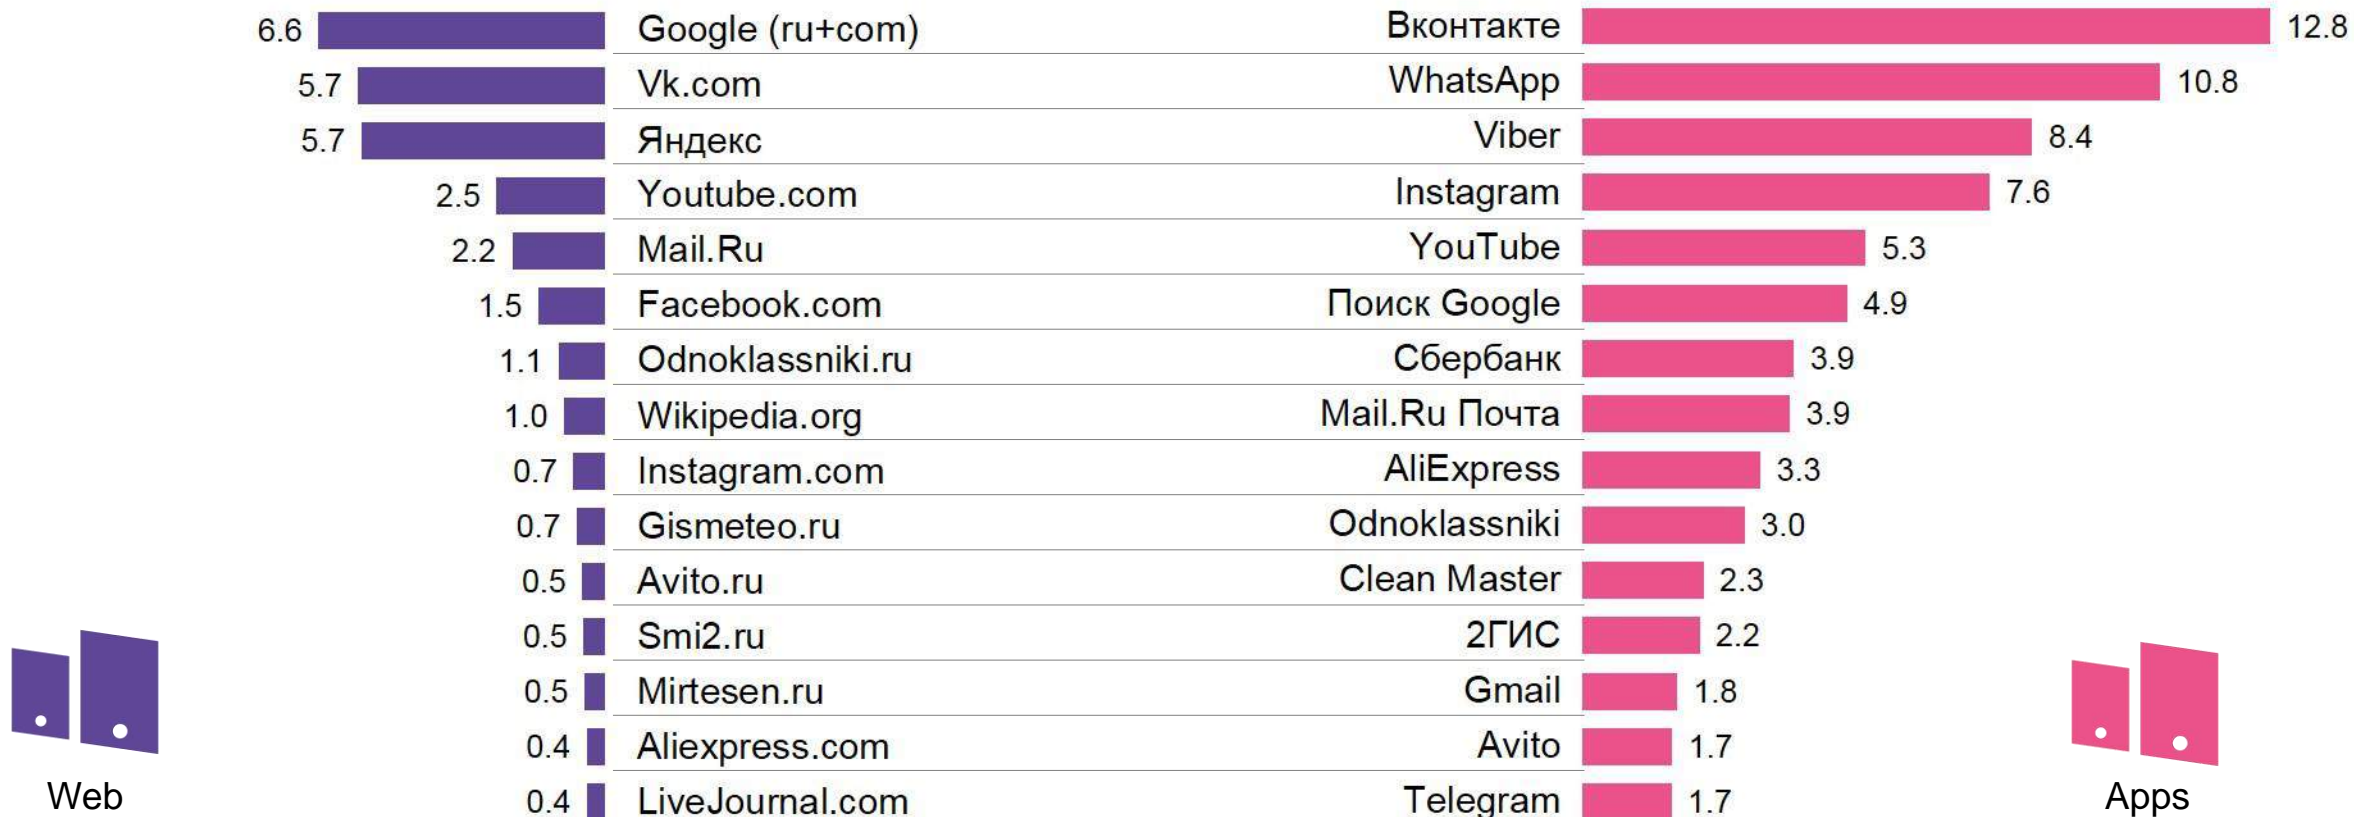 6.6 Google (ru+com) Вконтакте 12.8
5.7 Vk.com WhatsApp 10.8
5.7 Яндекс Viber 8.4
2.5 Youtube.com Instagram 7.6
2.2 Mail.Ru YouTube 5.3
1.5 Facebook.com Поиск Google 4.9
1.1 Odnoklassniki.ru Сбербанк 3.9
1.0 Wikipedia.org Mail.Ru Почта 3.9
0.7 Instagram.com AliExpress 3.3
0.7 Gismeteo.ru Odnoklassniki 3.0
0.5 Avito.ru Clean Master 2.3
0.5 Smi2.ru 2ГИС 2.2
0.5 Mirtesen.ru Gmail 1.8
0.4 Aliexpress.com Avito 1.7
0.4 LiveJournal.com Telegram 1.7
Web Apps